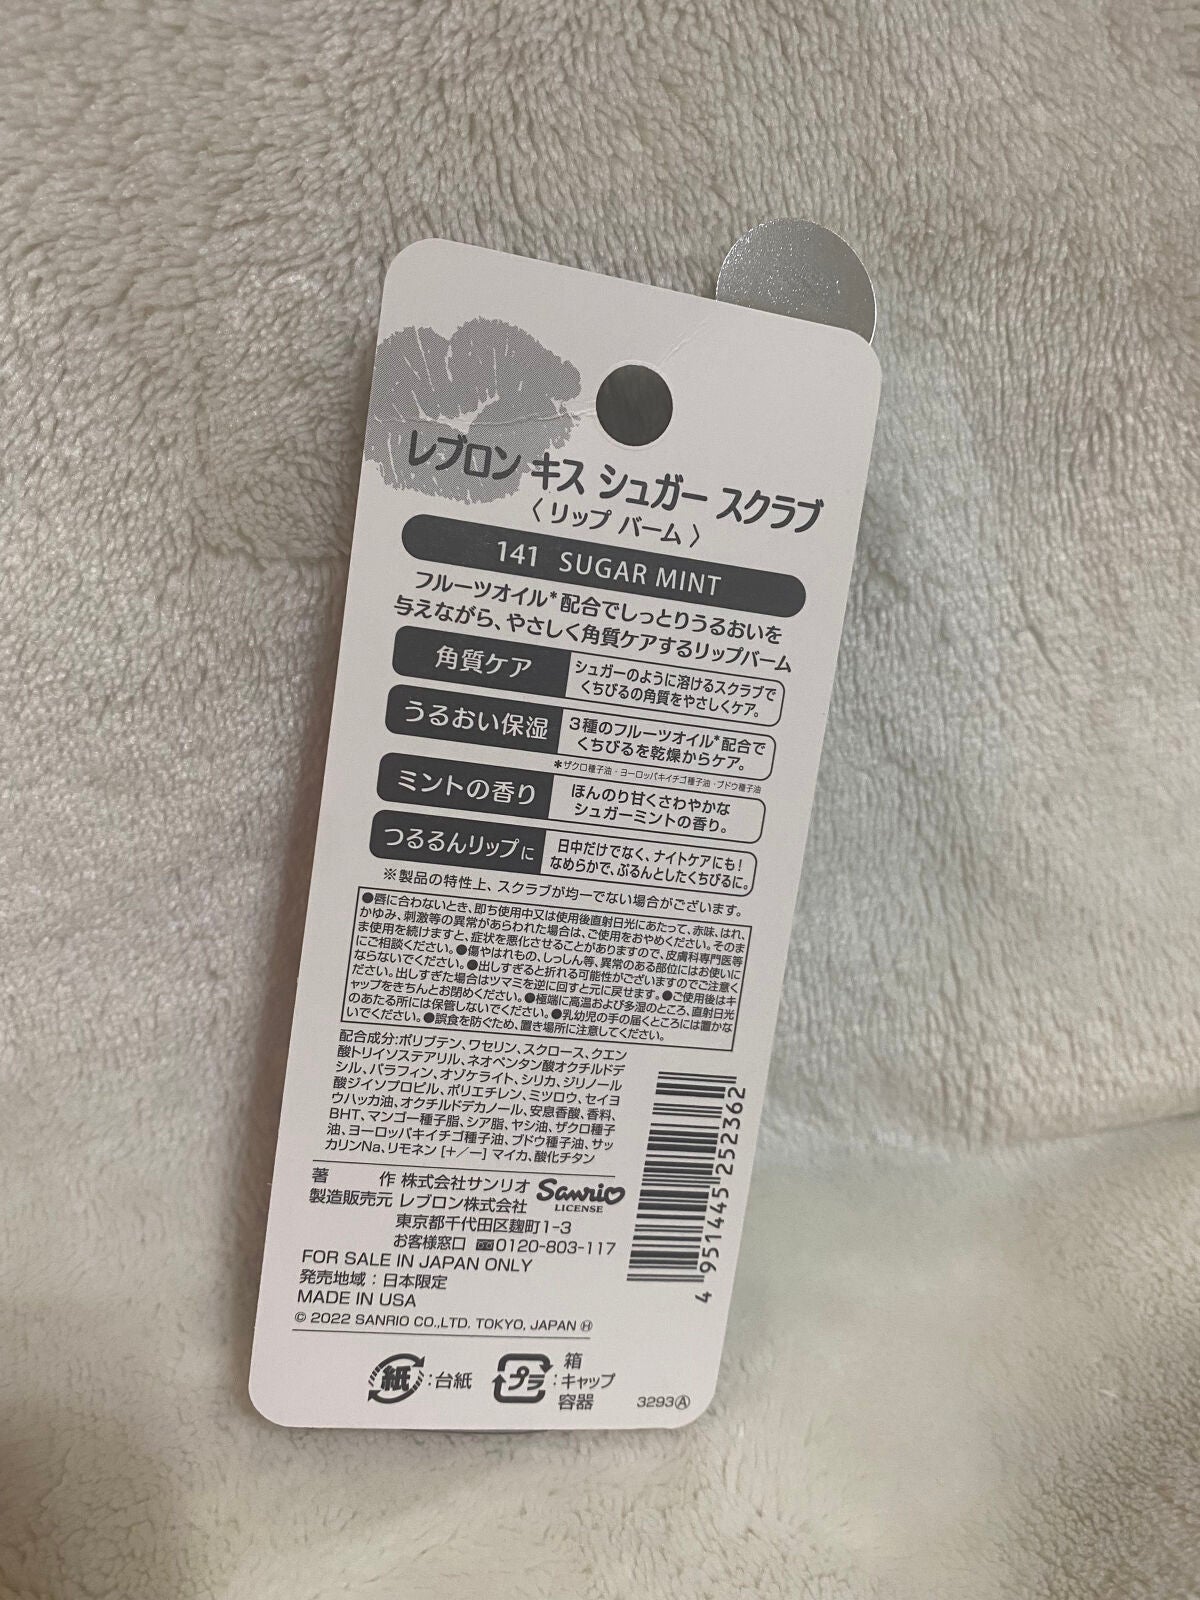 レブロン キス シュガー スクラブ
〈 リップ バーム 〉
141 SUGAR MINT
フルーツオイル*配合でしっとりうるおいを
与えながら、やさしく角質ケアするリップバーム
角質ケア
シュガーのように溶けるスクラブで
くちびるの角質をやさしくケア。
うるおい保湿
3種のフルーツオイル*配合で
くちびるを乾燥からケア。
*ザクロ種子油・ヨーロッパキイチゴ種子油・ブドウ種子油
ミントの香り
ほんのり甘くさわやかな
シュガーミントの香り。
つるるんリップに
日中だけでなく、ナイトケアにも!
なめらかで、ぷるんとしたくちびるに。
※製品の特性上、スクラブが均一でない場合がございます。
●唇に合わないとき、即ち使用中又は使用後直射日光にあたって、赤味、はれ、
かゆみ、刺激等の異常があらわれた場合は、ご使用をおやめください。そのまま
ま使用を続けますと、症状を悪化させることがありますので、皮膚科専門医等
にご相談ください。●傷やはれもの、しっしん等、異常のある部位にはお使いに
ならないでください。●出しすぎると折れる可能性がございますのでご注意く
ださい。出しすぎた場合はツマミを逆に回すと元に戻せます。●ご使用後はキ
ャップをきちんとお閉めください。●極端に高温および多湿のところ、直射日光
のあたる所には保管しないでください。●乳幼児の手の届くところには置かな
いでください。●誤食を防ぐため、置き場所に注意してください。
配合成分:ポリブテン、ワセリン、スクロース、クエン
酸トリイソステアリル、ネオペンタン酸オクチルドデ
シル、パラフィン、オゾケライト、シリカ、ジリノール
酸ジイソプロピル、ポリエチレン、ミツロウ、セイヨ
ウハッカ油、オクチルドデカノール、安息香酸、香料、
BHT、マンゴー種子脂、シア脂、ヤシ油、ザクロ種子
油、ヨーロッパキイチゴ種子油、ブドウ種子油、サッ
カリンNa、リモネン [+/−] マイカ、酸化チタン
著 作 株式会社サンリオ
Sanrio
LICENSE
製造販売元 レブロン株式会社
東京都千代田区麹町1-3
お客様窓口 0120-803-117
FOR SALE IN JAPAN ONLY
発売地域:日本限定
MADE IN USA
© 2022 SANRIO CO.,LTD. TOKYO, JAPAN Ⓗ
4 951445 252362
紙 :台紙
プラ :箱
キャップ
容器
3293Ⓐ